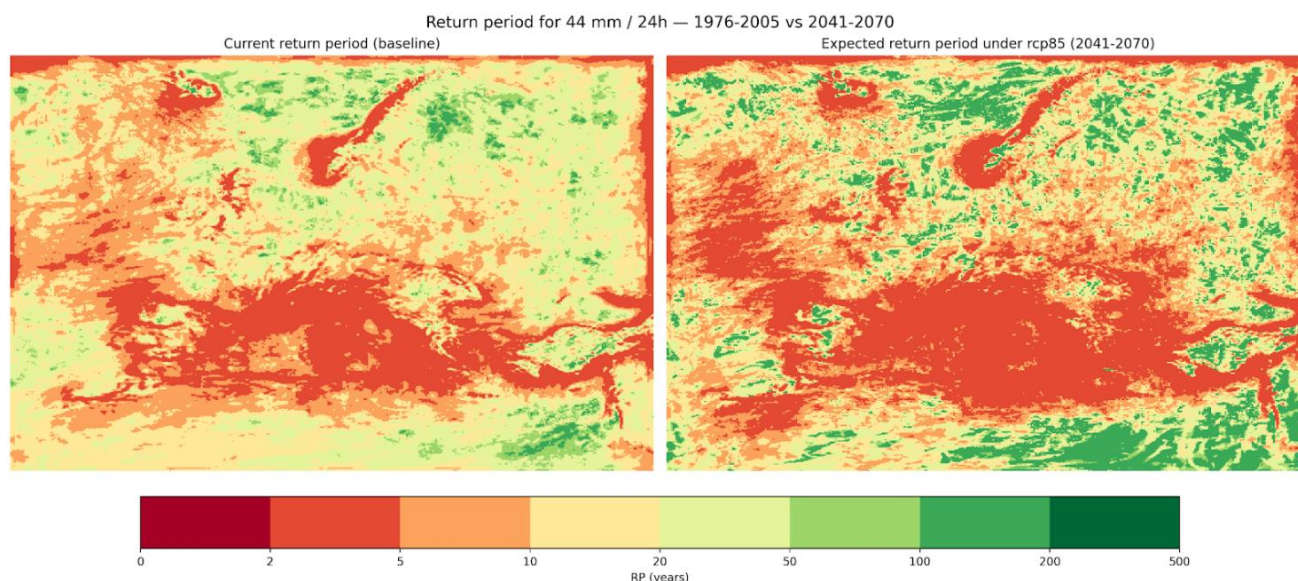 Return period for 44 mm / 24h — 1976-2005 vs 2041-2070
Current return period (baseline)
Expected return period under rcp85 (2041-2070)
0 2 5 10 20 50 100 200 500
RP (years)